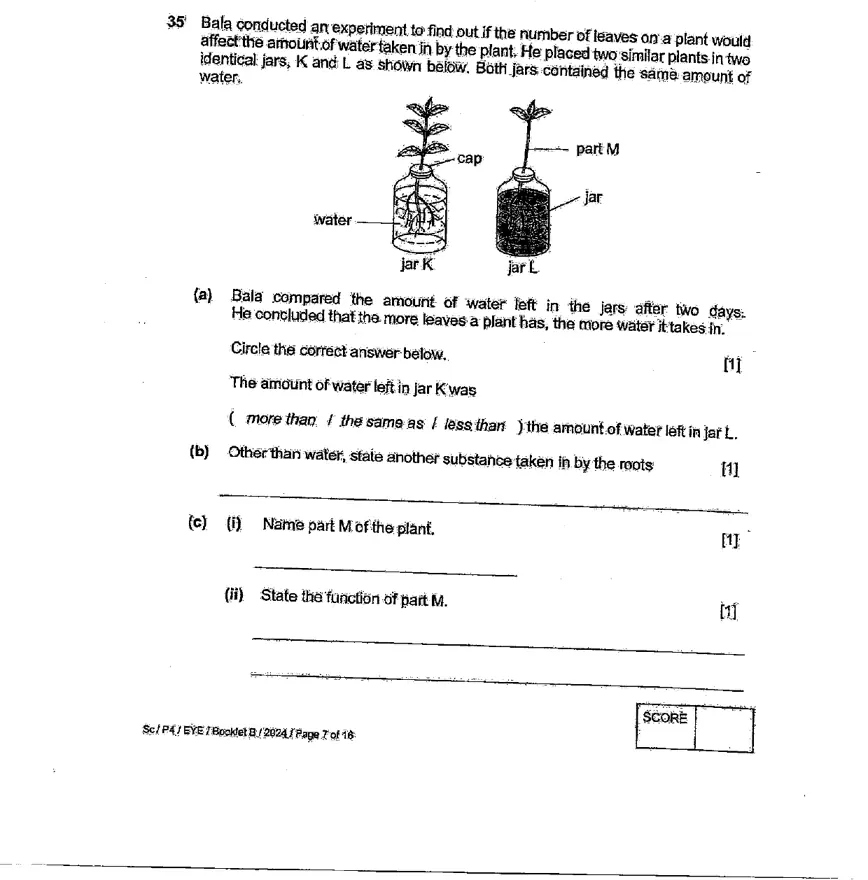 35 Bala conducted an experiment to find out if the number of leaves on a plant would
affect the amount of water taken in by the plant. He placed two similar plants in two
identical jars, K and L as shown below. Both jars contained the same amount of
water.
cap
part M
jar
water
jar K
jar L
(a) Bala compared the amount of water left in the jars after two days.
He concluded that the more leaves a plant has, the more water it takes in.
Circle the correct answer below. [1]
The amount of water left in jar K was
( more than / the same as / less than ) the amount of water left in jar L.
(b) Other than water, state another substance taken in by the roots [1]
(c) (i) Name part M of the plant. [1]
(ii) State the function of part M. [1]
SCORE
Sc / P4 / EYE / Booklet B / 2024 / Page 7 of 16